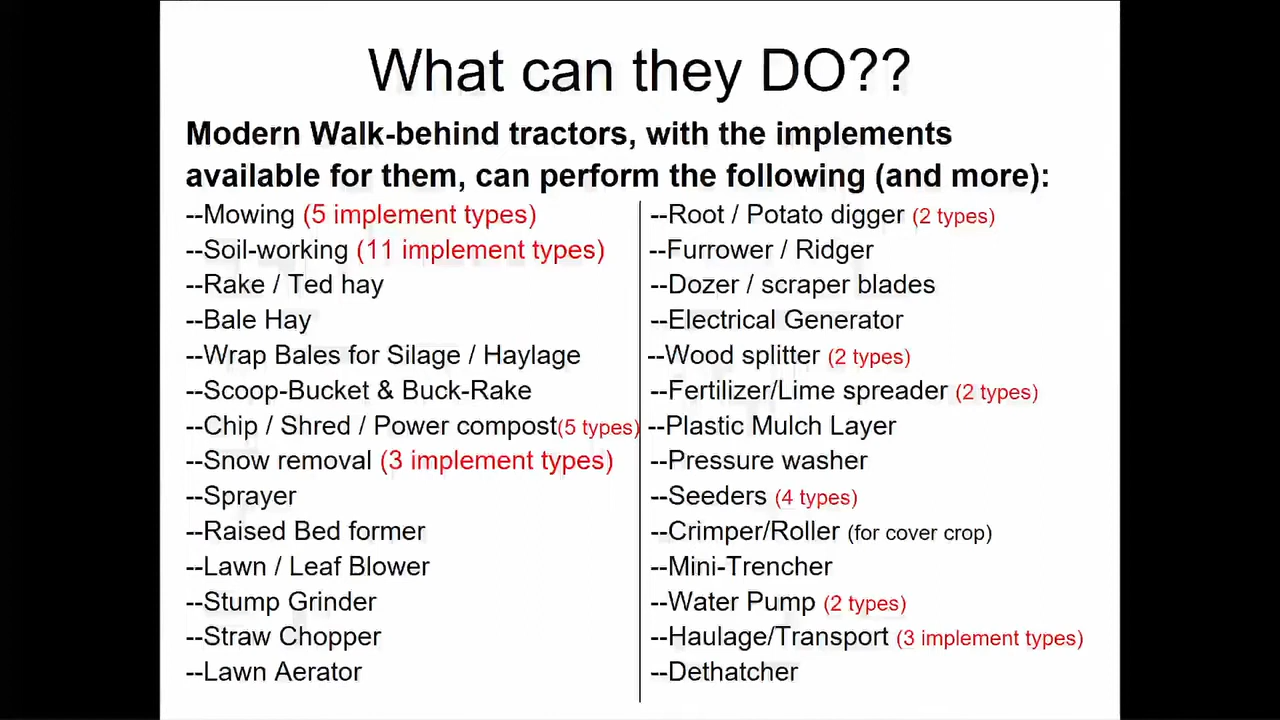 What can they DO??
Modern Walk-behind tractors, with the implements
available for them, can perform the following (and more):
--Mowing (5 implement types)
--Soil-working (11 implement types)
--Rake / Ted hay
--Bale Hay
--Wrap Bales for Silage / Haylage
--Scoop-Bucket & Buck-Rake
--Chip / Shred / Power compost(5 types)
--Snow removal (3 implement types)
--Sprayer
--Raised Bed former
--Lawn / Leaf Blower
--Stump Grinder
--Straw Chopper
--Lawn Aerator
--Root / Potato digger (2 types)
--Furrower / Ridger
--Dozer / scraper blades
--Electrical Generator
--Wood splitter (2 types)
--Fertilizer/Lime spreader (2 types)
--Plastic Mulch Layer
--Pressure washer
--Seeders (4 types)
--Crimper/Roller (for cover crop)
--Mini-Trencher
--Water Pump (2 types)
--Haulage/Transport (3 implement types)
--Dethatcher